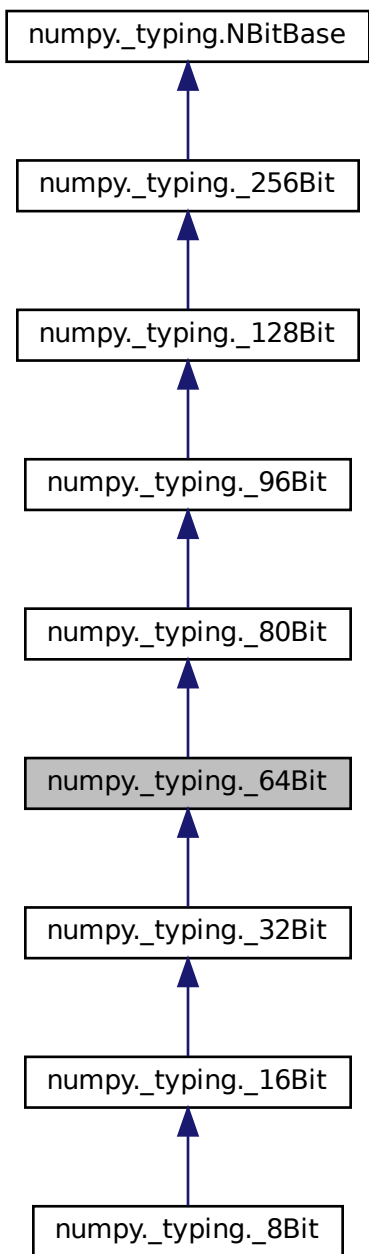 numpy._typing.NBitBase
numpy._typing._256Bit
numpy._typing._128Bit
numpy._typing._96Bit
numpy._typing._80Bit
numpy._typing._64Bit
numpy._typing._32Bit
numpy._typing._16Bit
numpy._typing._8Bit